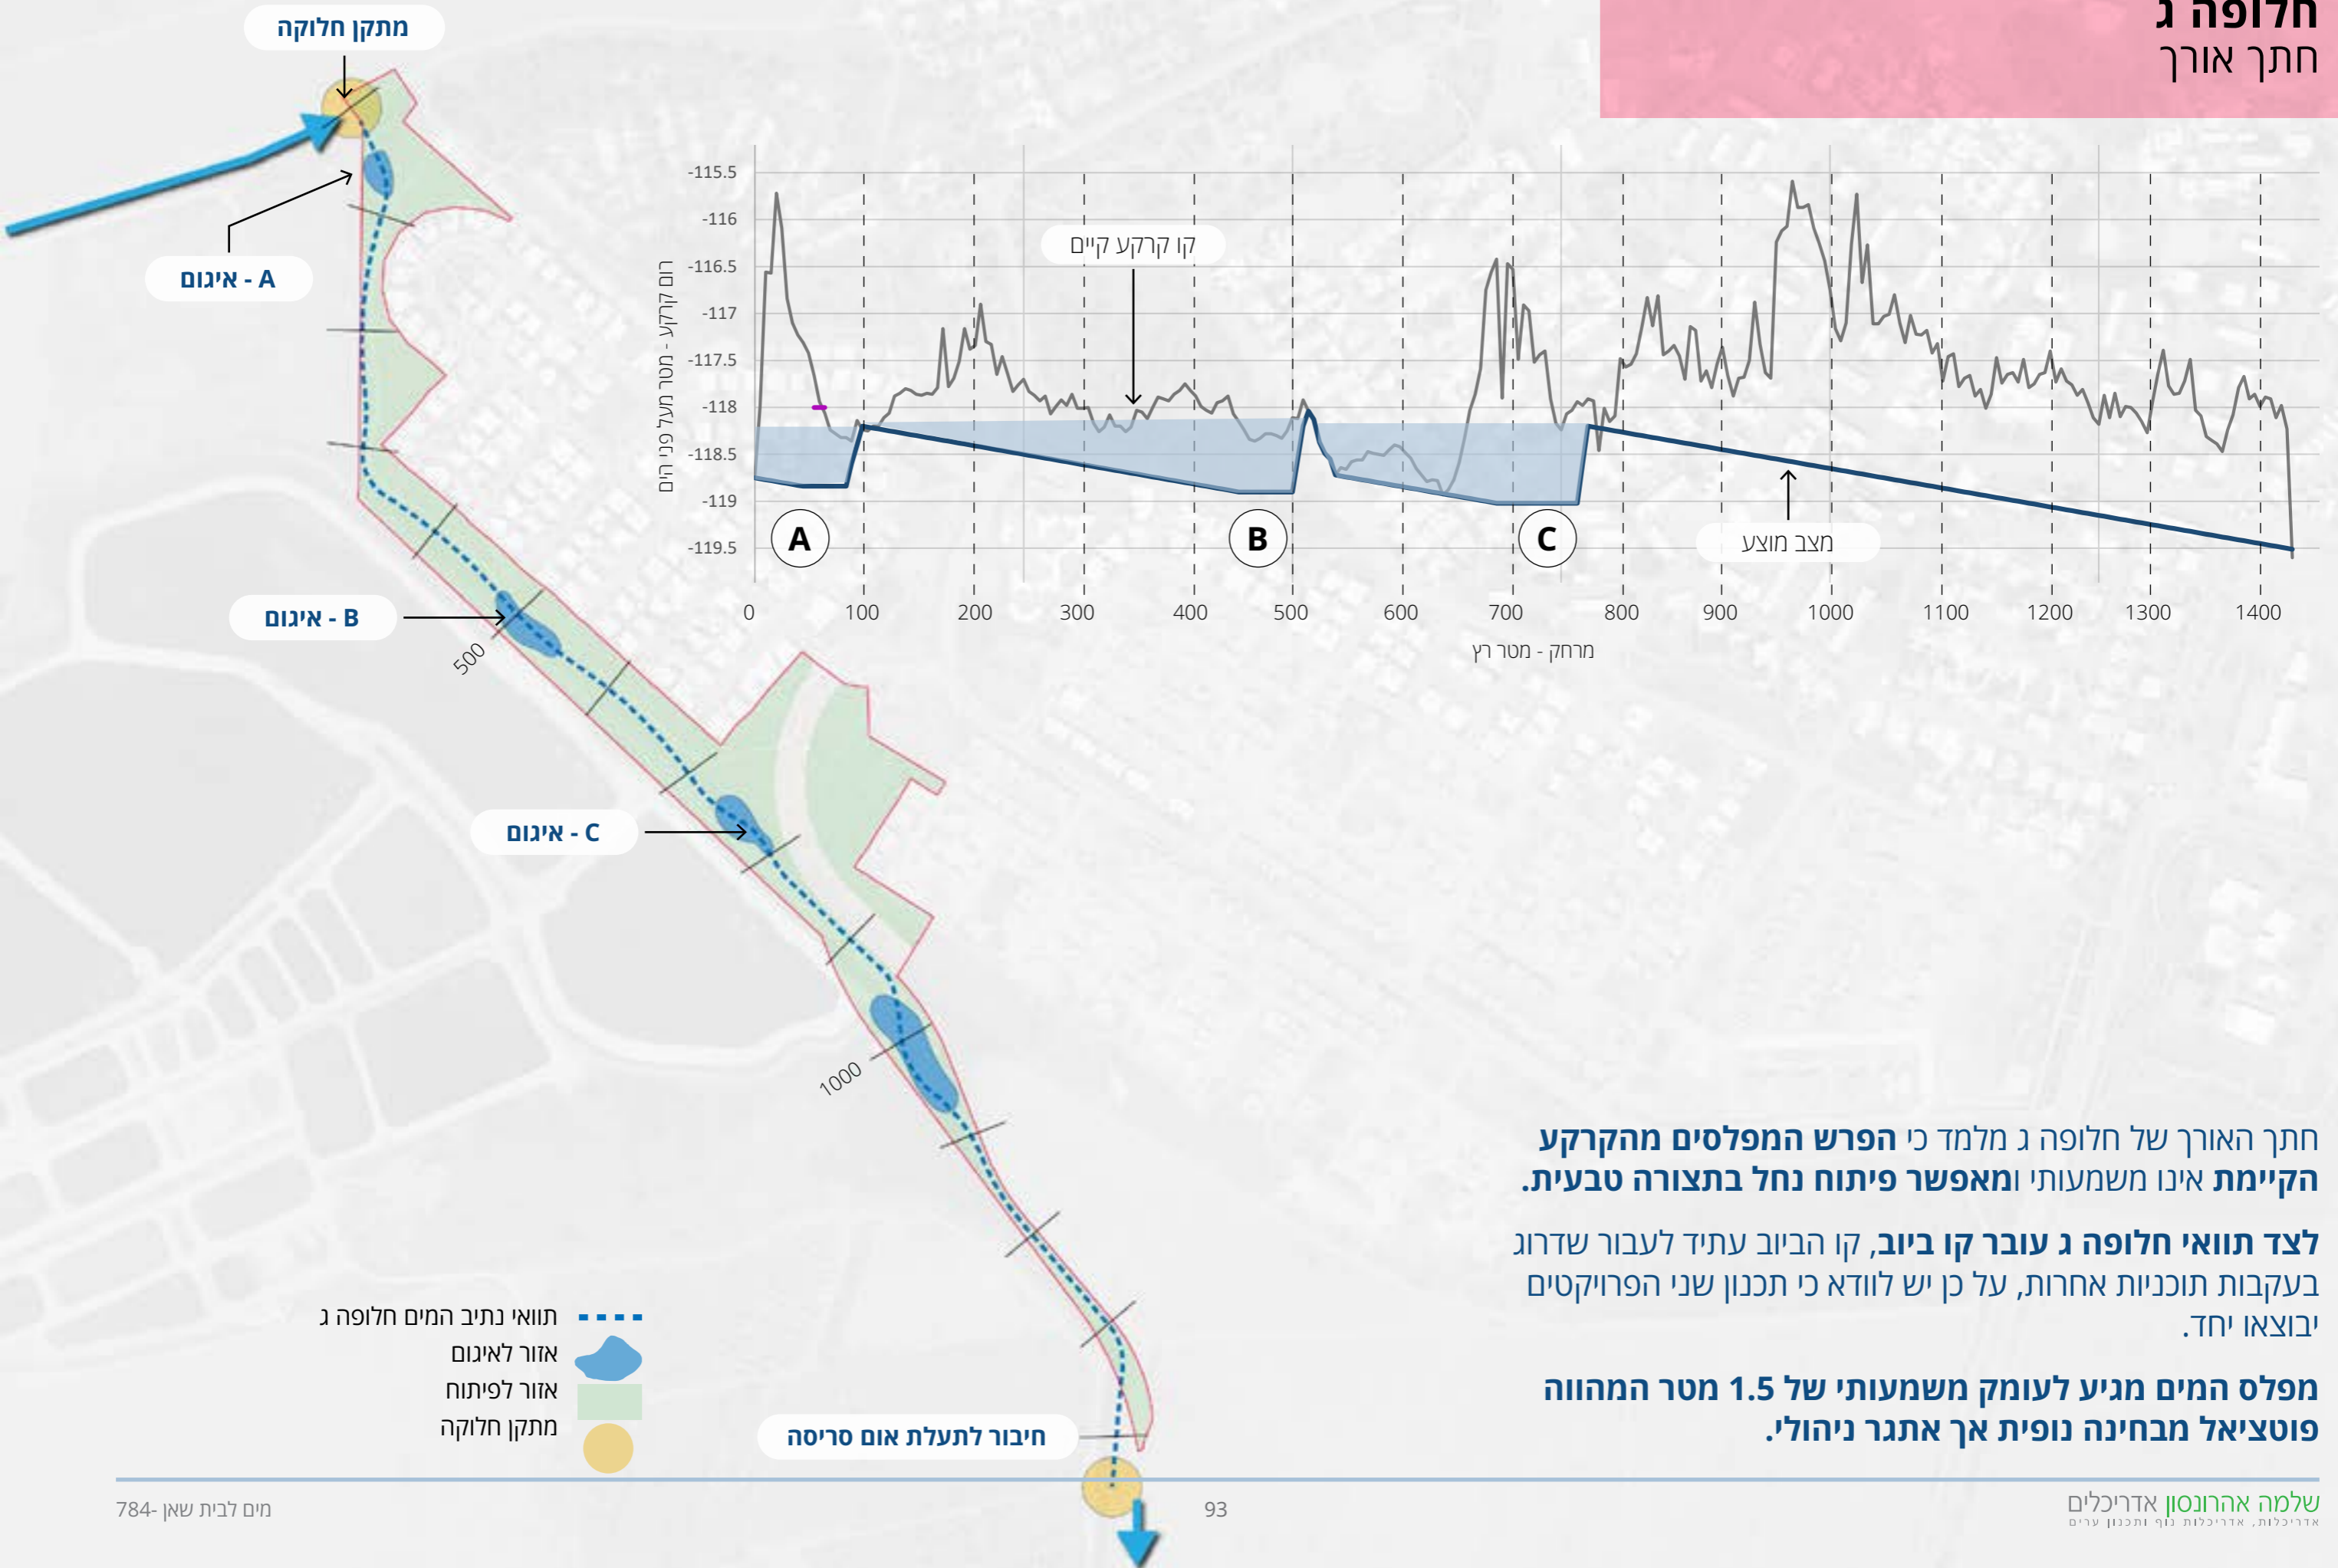 חלופה ג
חתך אורך
מתקן חלוקה
A - איגום
B - איגום
500
C - איגום
1000
חיבור לתעלת אום סריסה
רום קרקע - מטר מעל פני הים
-115.5
-116
-116.5
-117
-117.5
-118
-118.5
-119
-119.5
קו קרקע קיים
A
B
C
מצב מוצע
0 100 200 300 400 500 600 700 800 900 1000 1100 1200 1300 1400
מרחק - מטר רץ
חתך האורך של חלופה ג מלמד כי הפרש המפלסים מהקרקע
הקיימת אינו משמעותי ומאפשר פיתוח נחל בתצורה טבעית.
לצד תוואי חלופה ג עובר קו ביוב, קו הביוב עתיד לעבור שדרוג
בעקבות תוכניות אחרות, על כן יש לוודא כי תכנון שני הפרויקטים
יבוצאו יחד.
מפלס המים מגיע לעומק משמעותי של 1.5 מטר המהווה
פוטציאל מבחינה נופית אך אתגר ניהולי.
תוואי נתיב המים חלופה ג
אזור לאיגום
אזור לפיתוח
מתקן חלוקה
שלמה אהרונסון אדריכלים
אדריכלות, אדריכלות נוף ותכנון ערים
93
מים לבית שאן -784